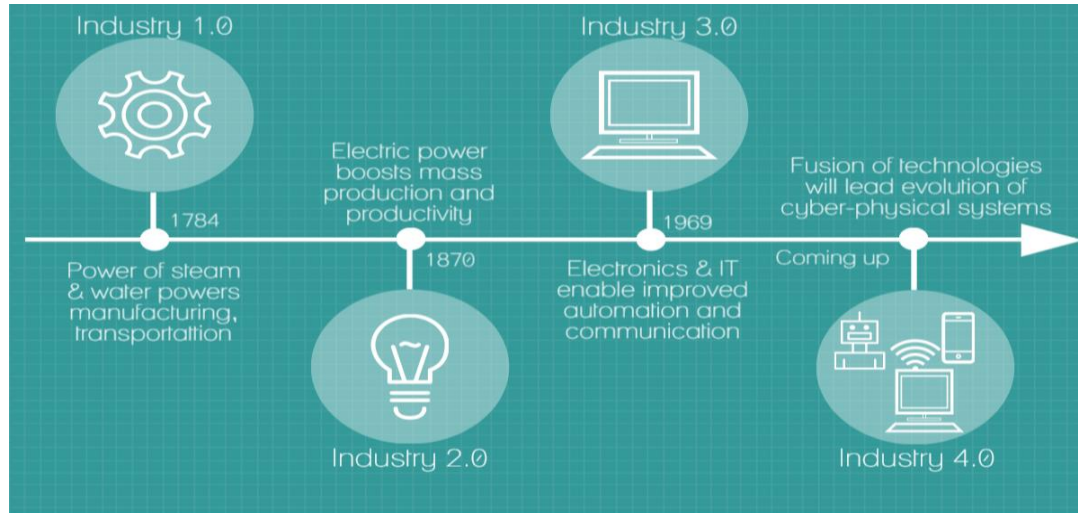 Industry 1.0
1784
Power of steam
& water powers
manufacturing,
transportattion
Electric power
boosts mass
production and
productivity
1870
Industry 2.0
Industry 3.0
1969
Electronics & IT
enable improved
automation and
communication
Fusion of technologies
will lead evolution of
cyber-physical systems
Coming up
Industry 4.0